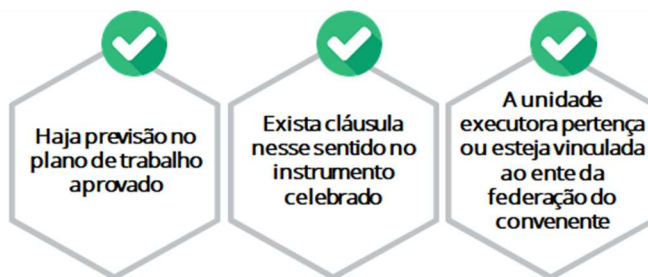 Haja previsão no
plano de trabalho
aprovado
Exista cláusula
nesse sentido no
instrumento
celebrado
A unidade
executora pertença
ou esteja vinculada
ao ente da
federação do
convenente